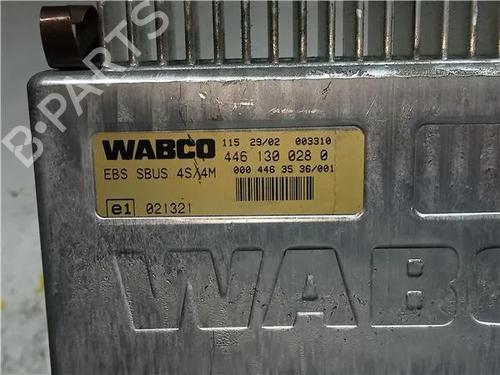 B-PARTS
WABCO 115 29/02 003310
446 130 028 0
EBS SBUS 4S/4M 000 446 35 36/001
e1 021321
WABC